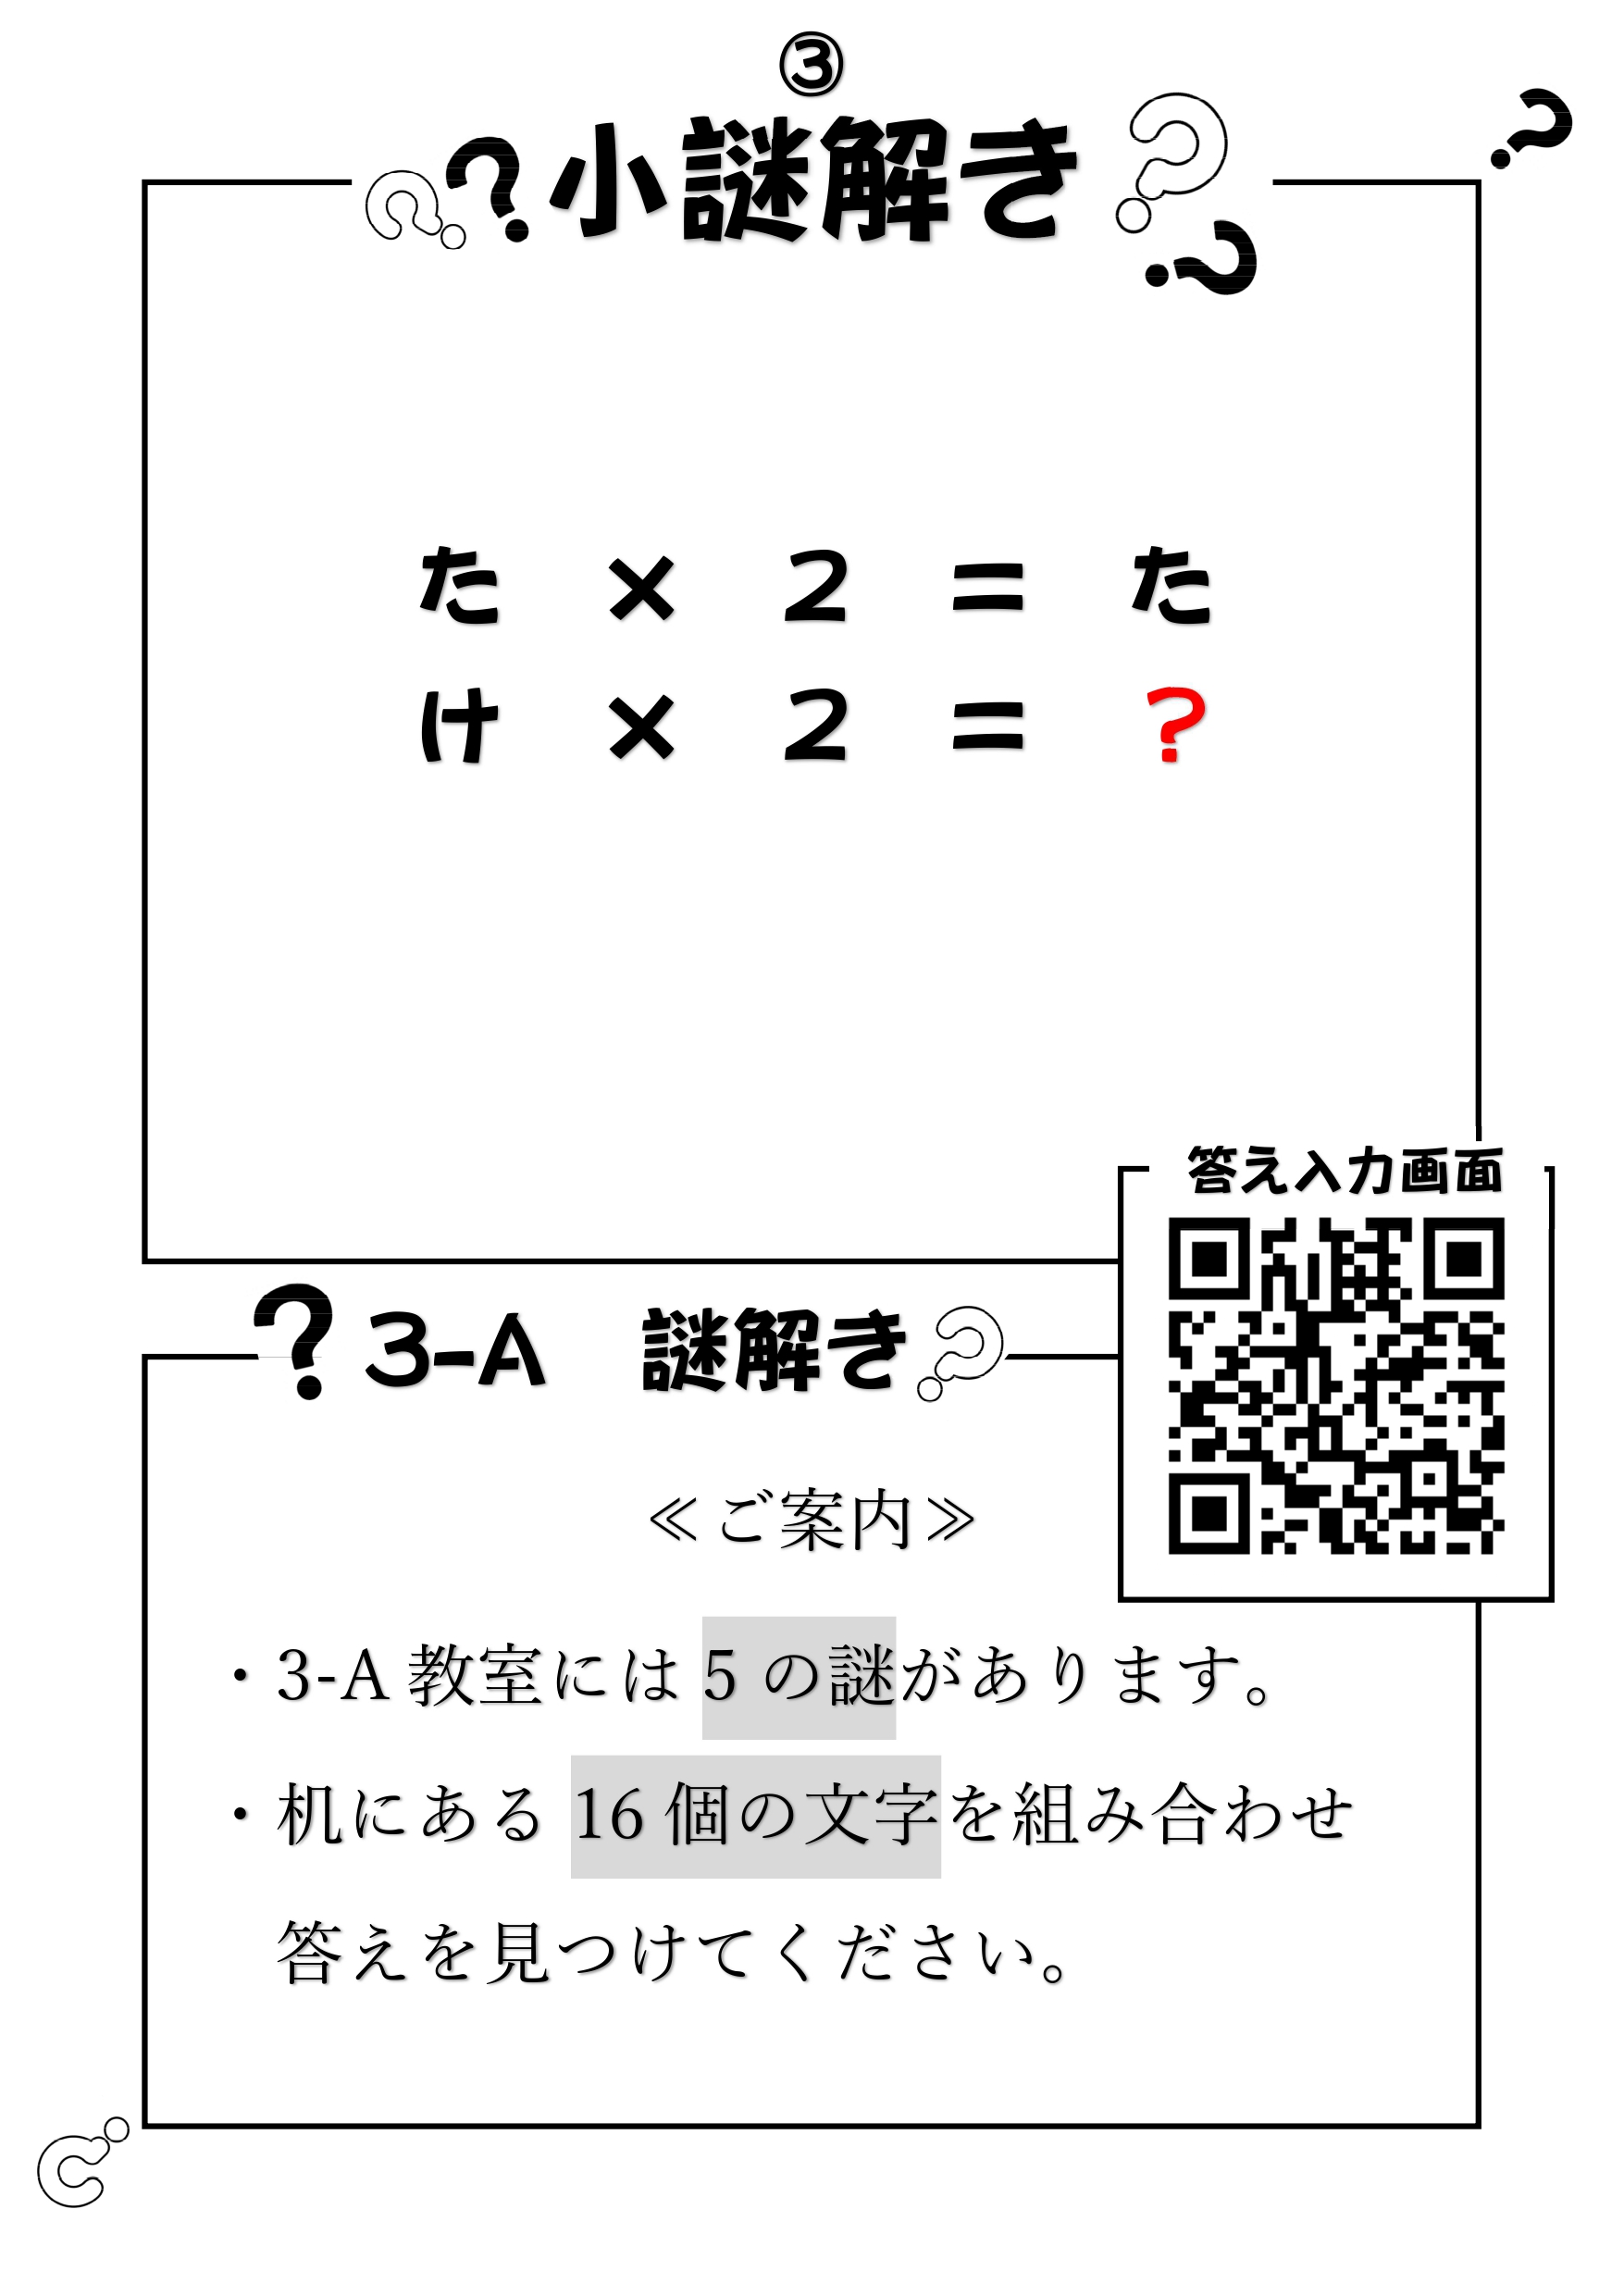 ③
小謎解き
た × ２ ＝ た
け × ２ ＝ ？
答え入力画面
？3-A 謎解き
≪ご案内≫
・3-A 教室には 5 の謎があります。
・机にある 16 個の文字を組み合わせ
答えを見つけてください。